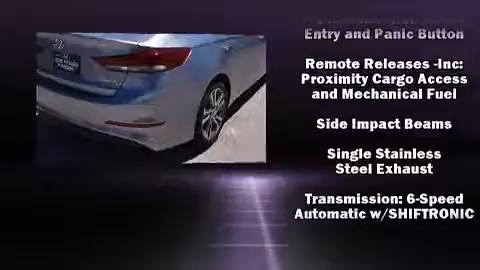 Entry and Panic Button
Remote Releases -Inc:
Proximity Cargo Access
and Mechanical Fuel
Side Impact Beams
Single Stainless
Steel Exhaust
Transmission: 6-Speed
Automatic w/SHIFTRONIC